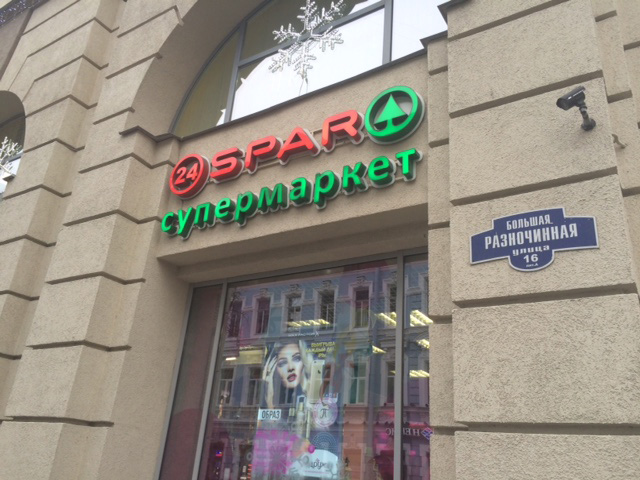 24 SPAR
супермаркет
БОЛЬШАЯ
РАЗНОЧИННАЯ
улица
16
ОБРАЗ